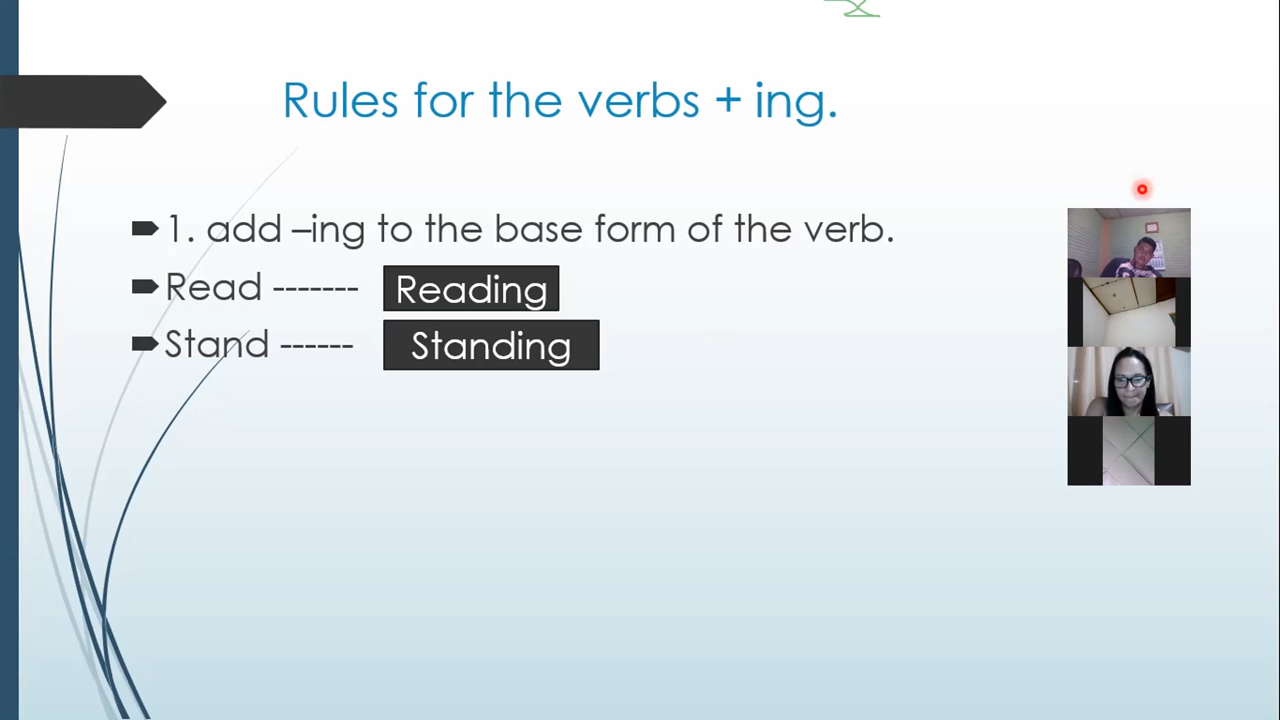 Rules for the verbs + ing.
1. add –ing to the base form of the verb.
Read ------- Reading
Stand ------ Standing